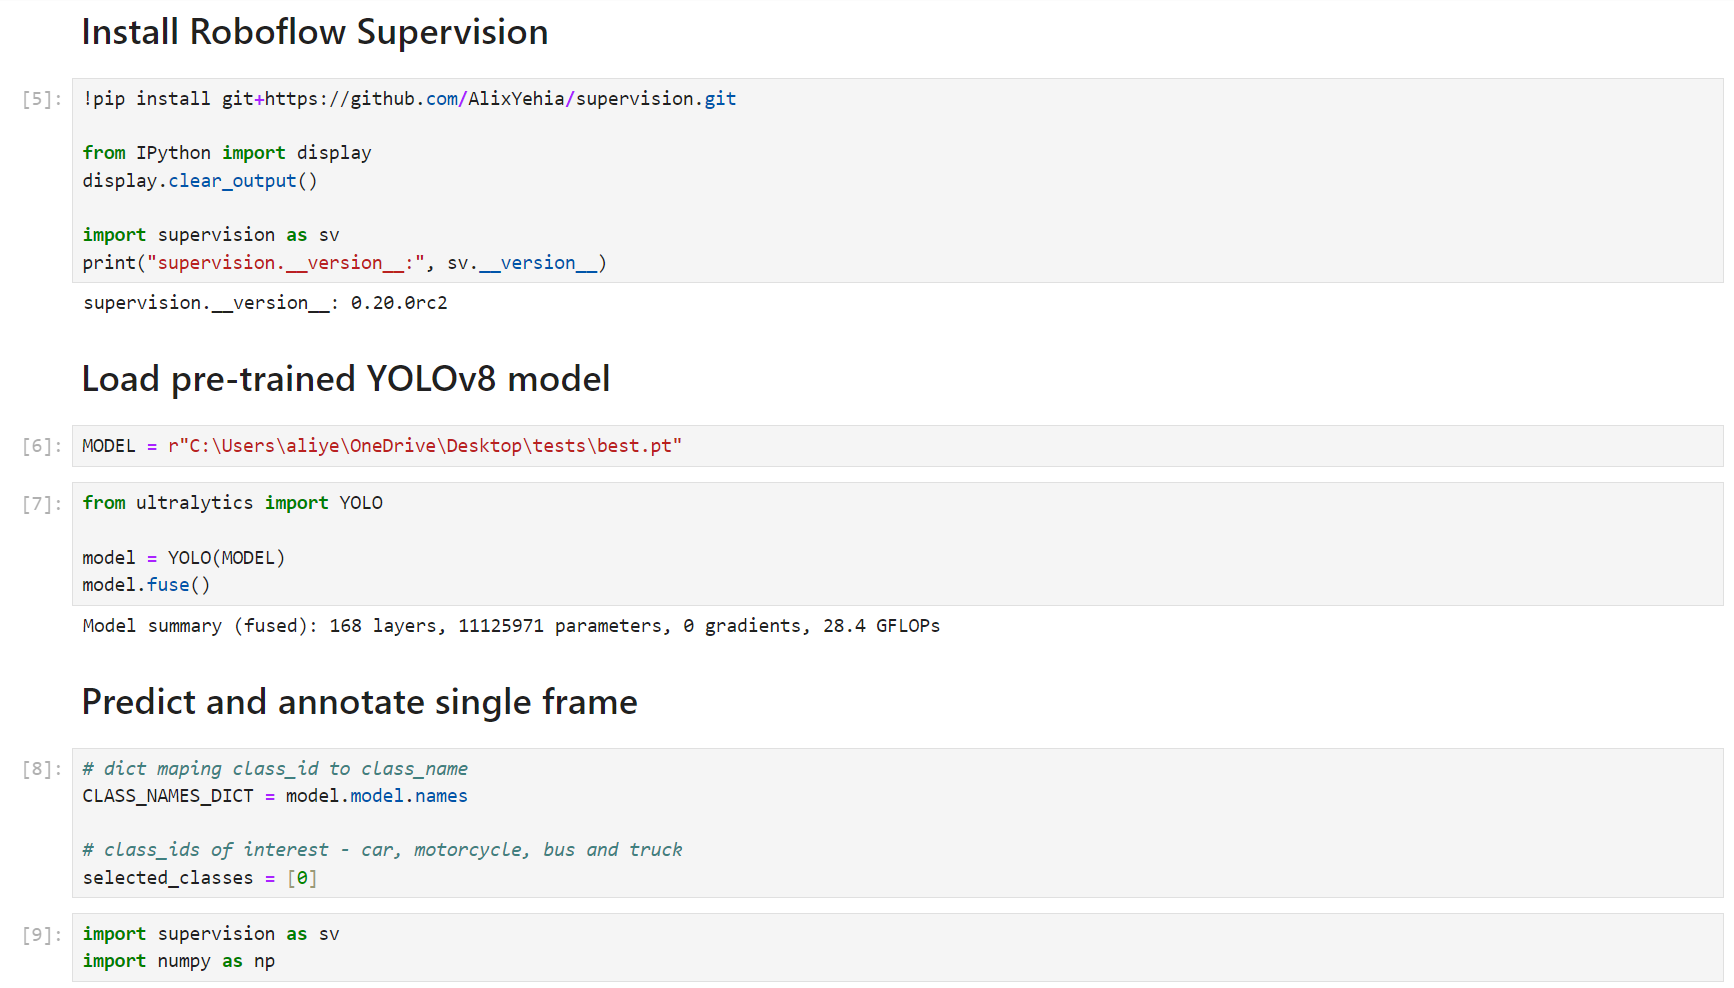 Install Roboflow Supervision
[5]: !pip install git+https://github.com/AlixYehia/supervision.git
from IPython import display
display.clear_output()
import supervision as sv
print("supervision.__version__:", sv.__version__)
supervision.__version__: 0.20.0rc2
Load pre-trained YOLOv8 model
[6]: MODEL = r"C:\Users\aliye\OneDrive\Desktop\tests\best.pt"
[7]: from ultralytics import YOLO
model = YOLO(MODEL)
model.fuse()
Model summary (fused): 168 layers, 11125971 parameters, 0 gradients, 28.4 GFLOPs
Predict and annotate single frame
[8]: # dict maping class_id to class_name
CLASS_NAMES_DICT = model.model.names
# class_ids of interest - car, motorcycle, bus and truck
selected_classes = [0]
[9]: import supervision as sv
import numpy as np